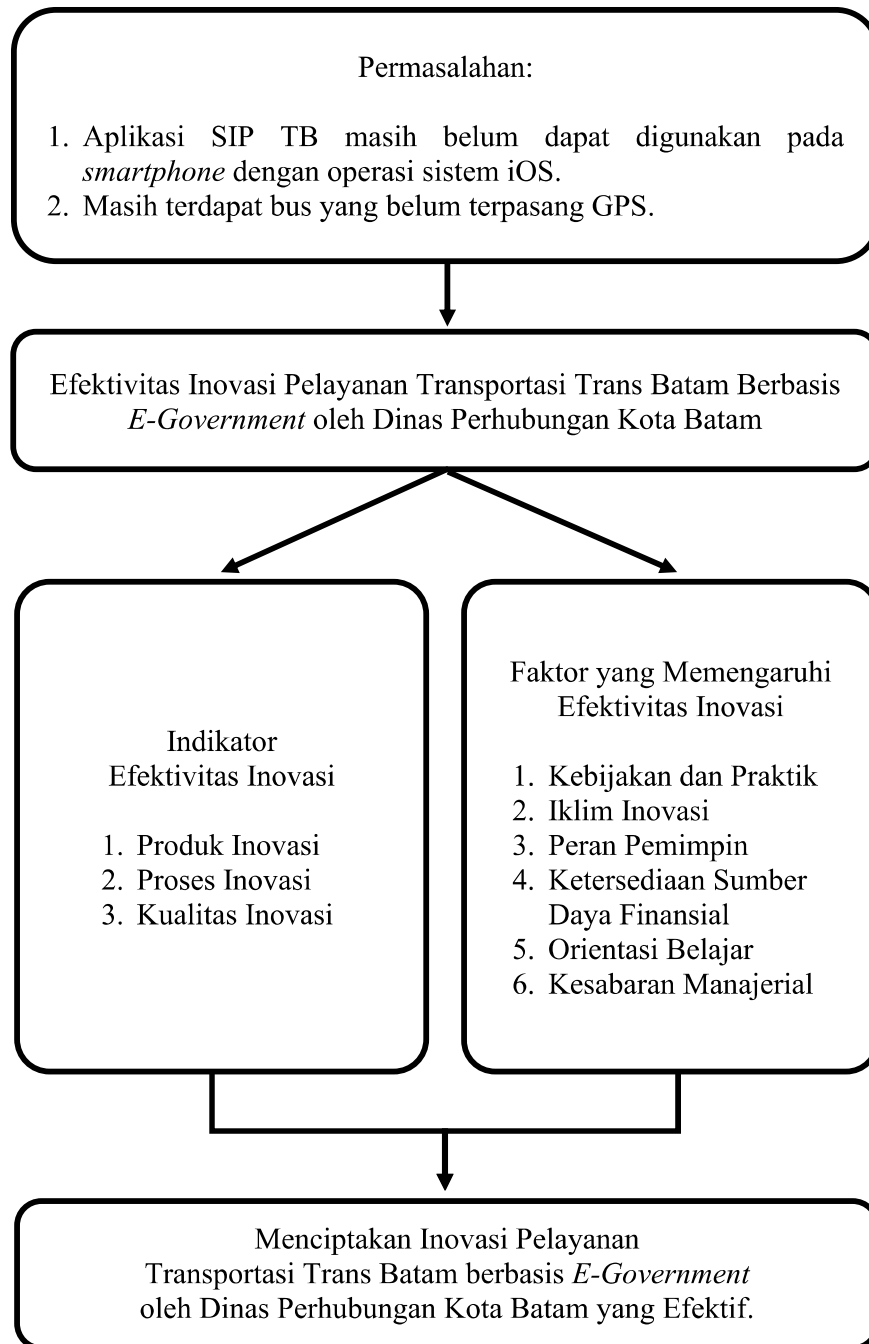 Permasalahan:
1. Aplikasi SIP TB masih belum dapat digunakan pada
smartphone dengan operasi sistem iOS.
2. Masih terdapat bus yang belum terpasang GPS.
Efektivitas Inovasi Pelayanan Transportasi Trans Batam Berbasis
E-Government oleh Dinas Perhubungan Kota Batam
Indikator
Efektivitas Inovasi
1. Produk Inovasi
2. Proses Inovasi
3. Kualitas Inovasi
Faktor yang Memengaruhi
Efektivitas Inovasi
1. Kebijakan dan Praktik
2. Iklim Inovasi
3. Peran Pemimpin
4. Ketersediaan Sumber
Daya Finansial
5. Orientasi Belajar
6. Kesabaran Manajerial
Menciptakan Inovasi Pelayanan
Transportasi Trans Batam berbasis E-Government
oleh Dinas Perhubungan Kota Batam yang Efektif.